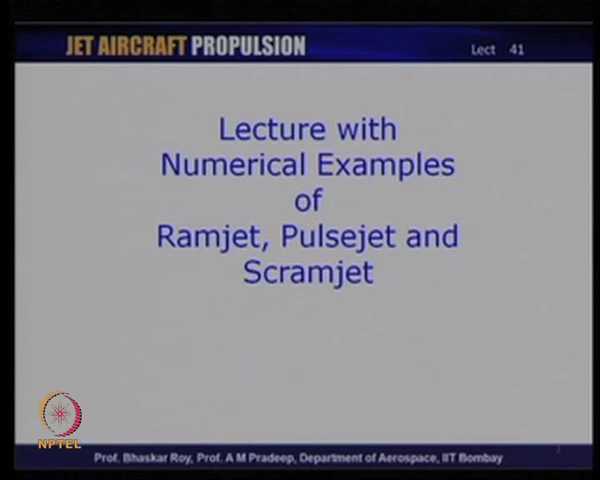 JET AIRCRAFT PROPULSION
Lect 41
Lecture with
Numerical Examples
of
Ramjet, Pulsejet and
Scramjet
NPTEL
Prof. Bhaskar Roy, Prof. A M Pradeep, Department of Aerospace, IIT Bombay